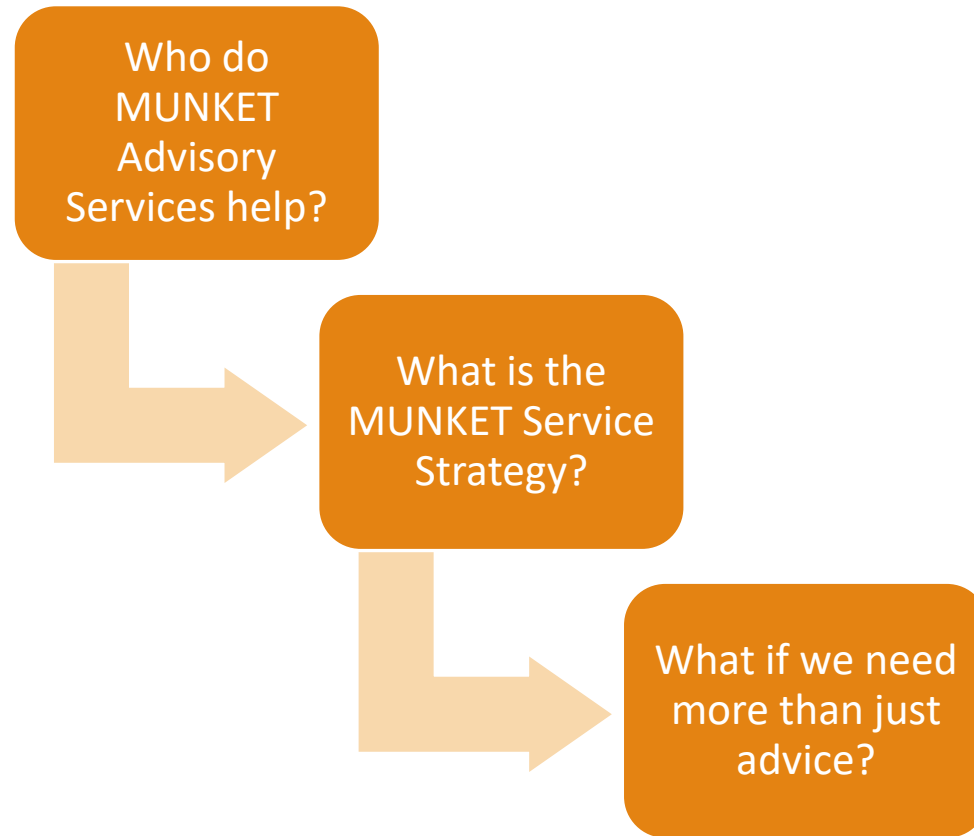 Who do
MUNKET
Advisory
Services help?
What is the
MUNKET Service
Strategy?
What if we need
more than just
advice?